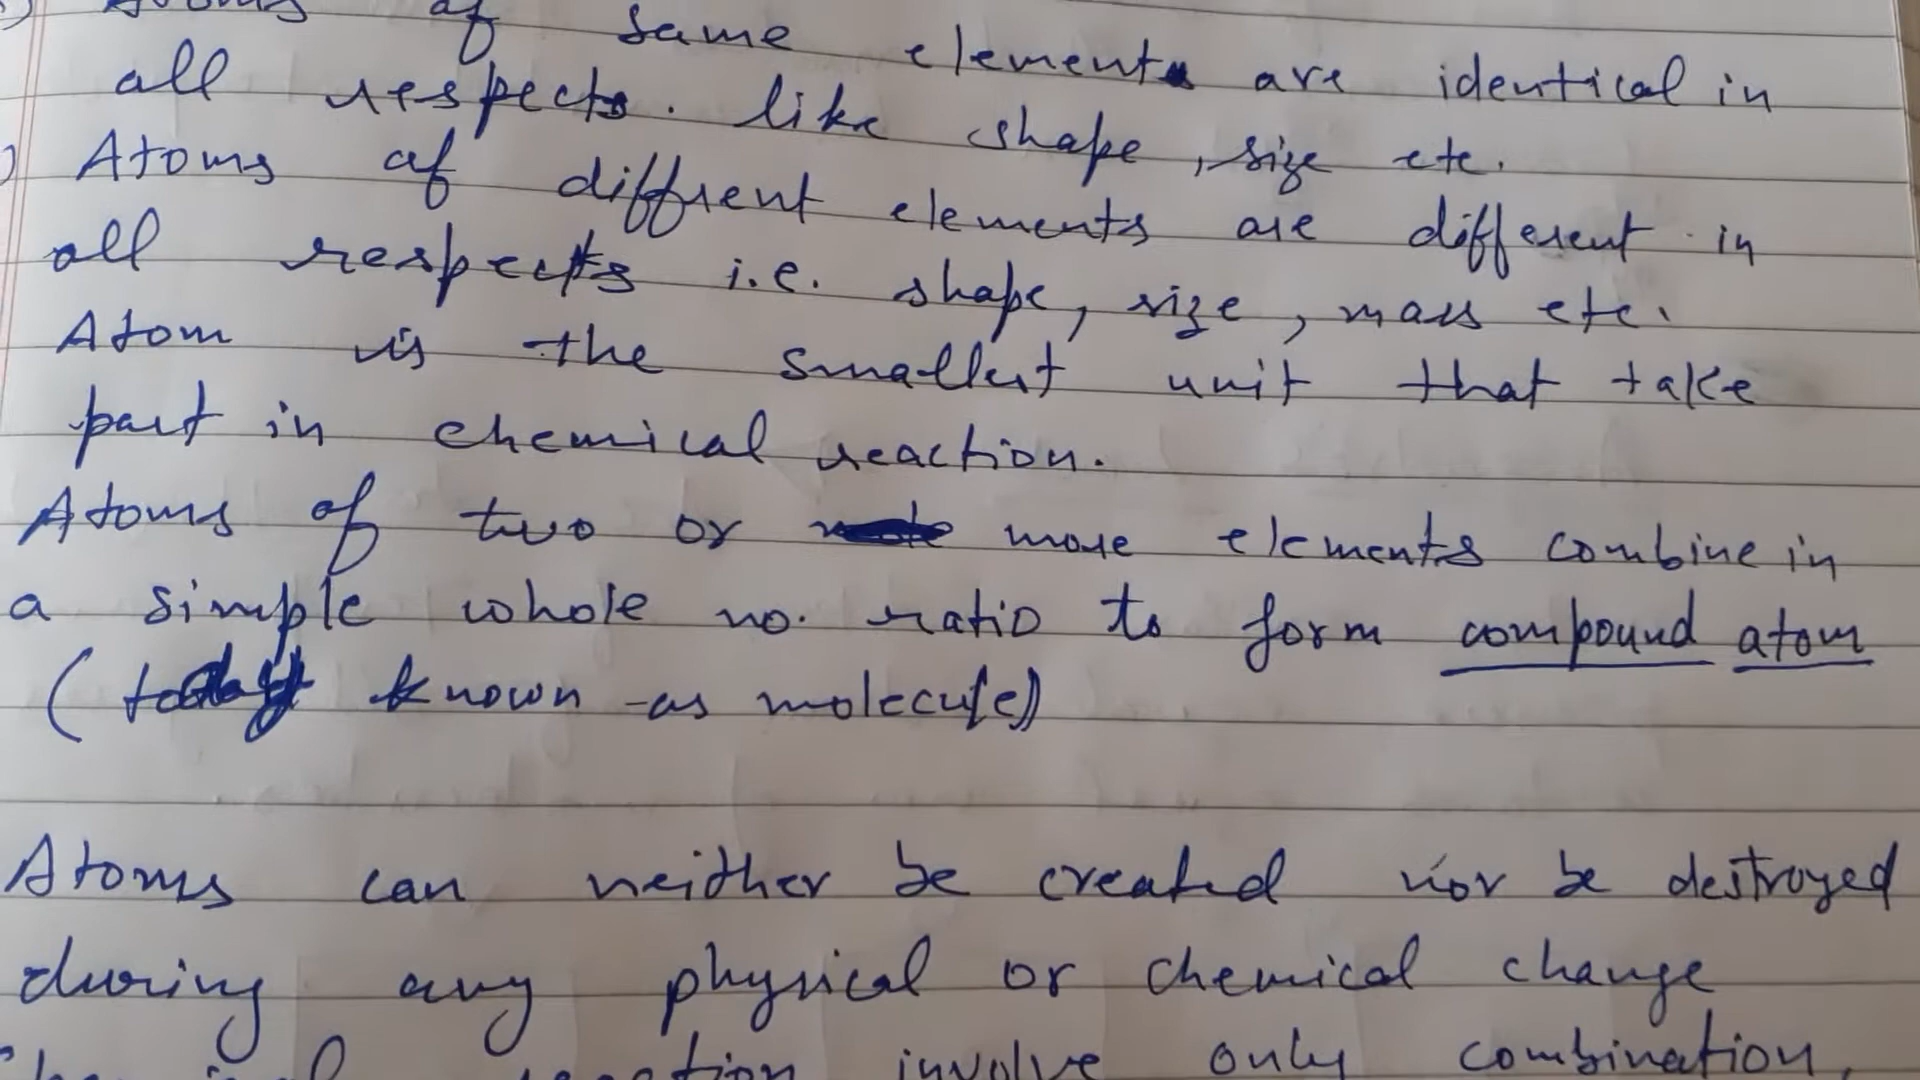 Atoms of same elements are identical in
all respects. like shape, size etc.
) Atoms of diffrent elements are different in
all respects i.e. shape, size, mass etc.
Atom is the smallest unit that take
part in chemical reaction.
Atoms of two or more elements combine in
a simple whole no. ratio to form compound atom
(today known as molecule)
Atoms can neither be created nor be destroyed
during any physical or chemical change
reaction involve only combination,